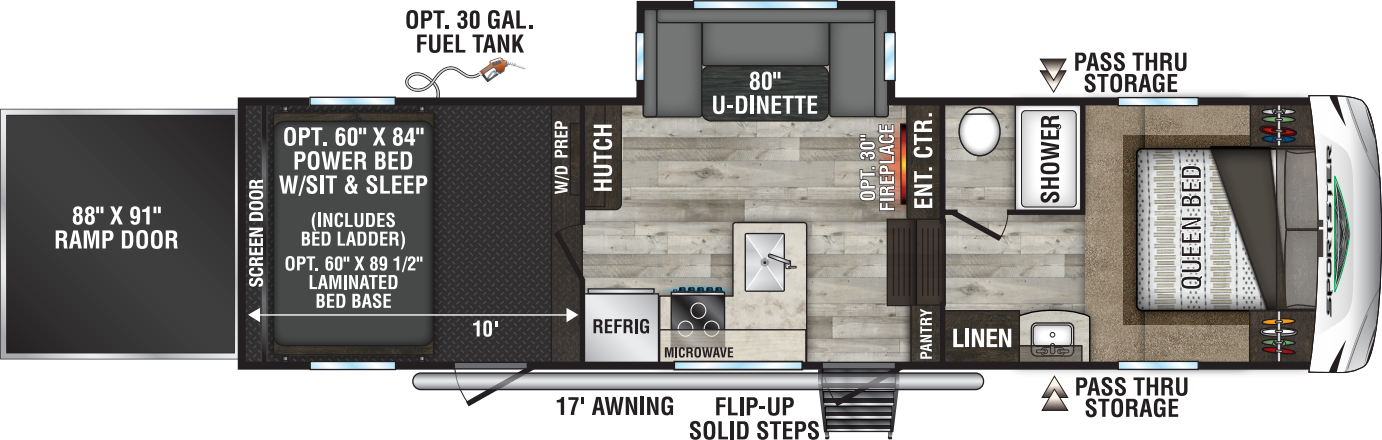 OPT. 30 GAL.
FUEL TANK
PASS THRU
STORAGE
88" X 91"
RAMP DOOR
SCREEN DOOR
OPT. 60" X 84"
POWER BED
W/SIT & SLEEP
(INCLUDES
BED LADDER)
OPT. 60" X 89 1/2"
LAMINATED
BED BASE
10'
W/D PREP
HUTCH
80"
U-DINETTE
OPT. 30"
FIREPLACE
ENT. CTR.
SHOWER
QUEEN BED
SPORTSTER
REFRIG
MICROWAVE
PANTRY
LINEN
17' AWNING
FLIP-UP
SOLID STEPS
PASS THRU
STORAGE